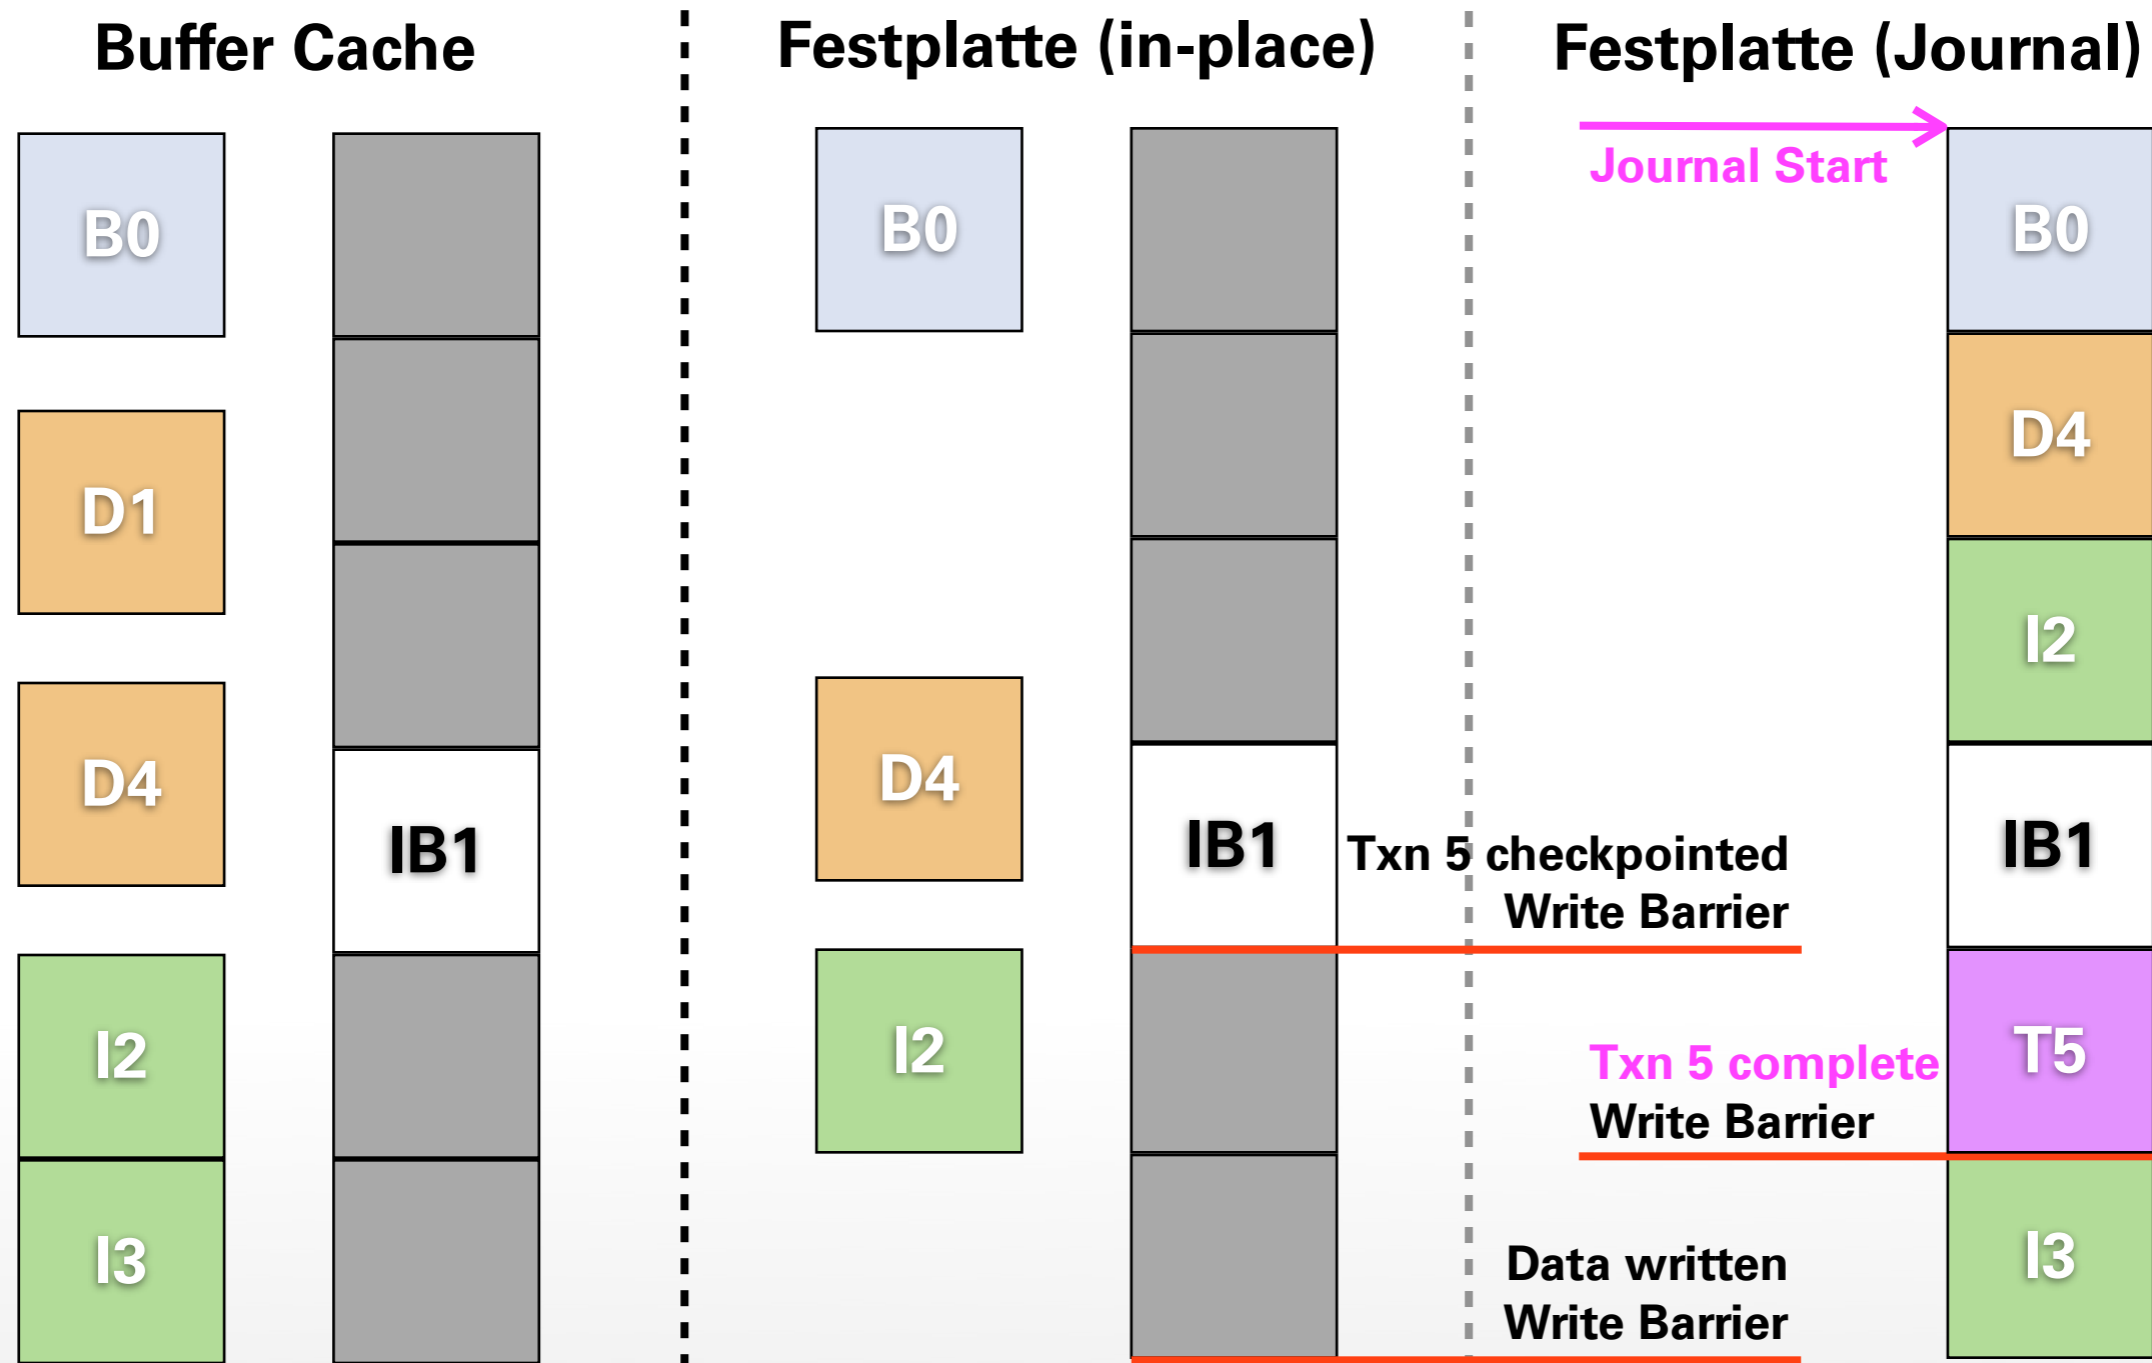 Buffer Cache
B0
D1
D4
I2
I3
IB1
Festplatte (in-place)
B0
D4
I2
IB1
Txn 5 checkpointed
Write Barrier
Data written
Write Barrier
Festplatte (Journal)
Journal Start
Txn 5 complete
Write Barrier
B0
D4
I2
IB1
T5
I3